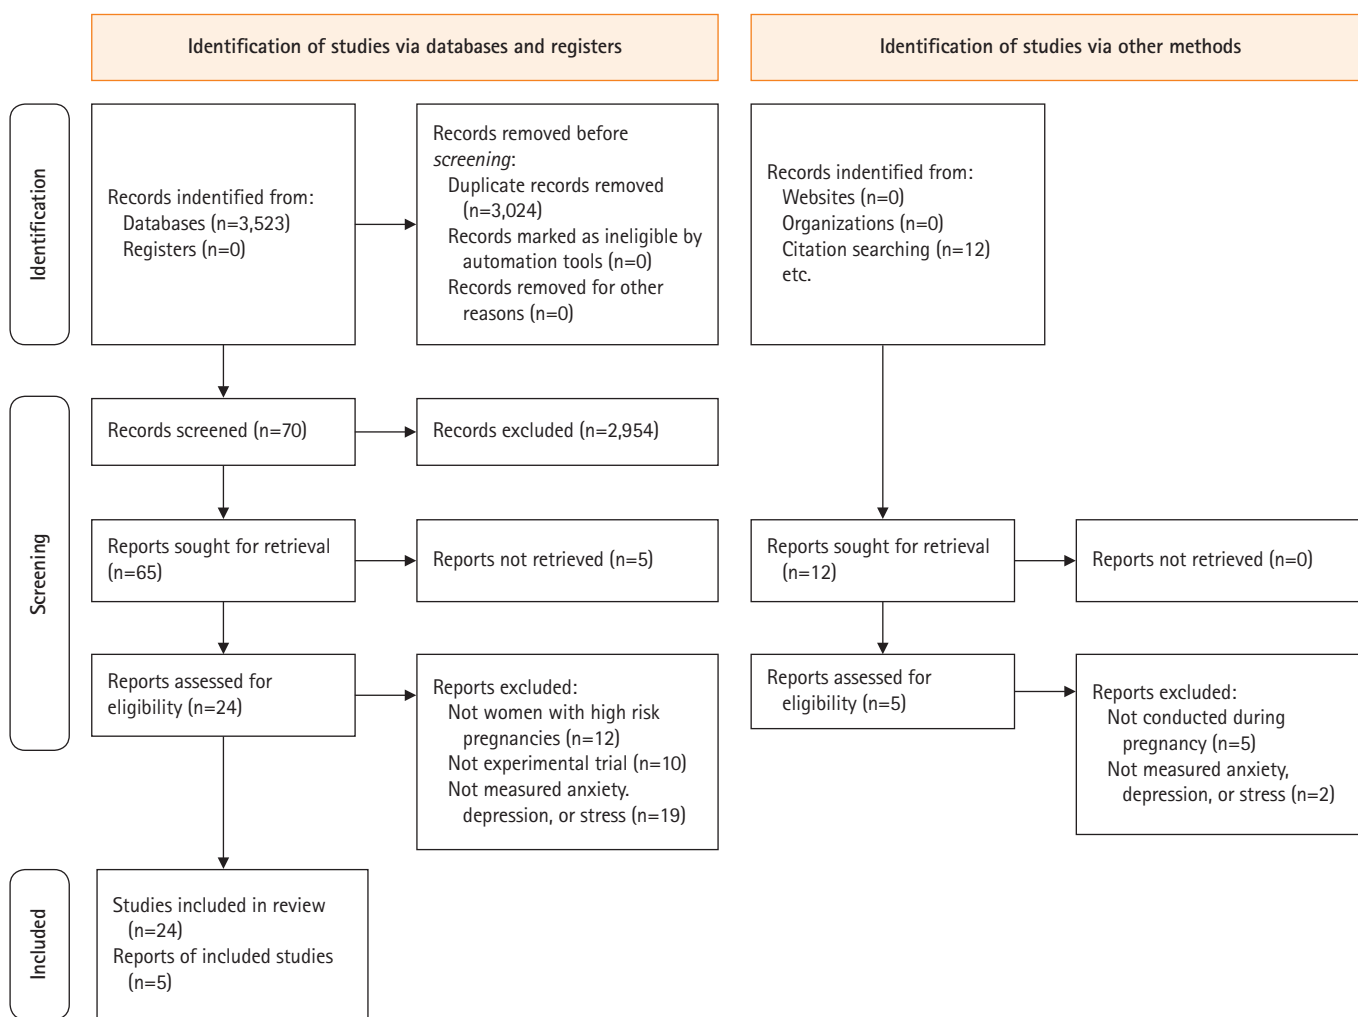 Identification of studies via databases and registers
Identification of studies via other methods
Identification
Records indentified from:
Databases (n=3,523)
Registers (n=0)
Records removed before
screening:
Duplicate records removed
(n=3,024)
Records marked as ineligible by
automation tools (n=0)
Records removed for other
reasons (n=0)
Records indentified from:
Websites (n=0)
Organizations (n=0)
Citation searching (n=12)
etc.
Screening
Records screened (n=70)
Records excluded (n=2,954)
Reports sought for retrieval
(n=65)
Reports not retrieved (n=5)
Reports sought for retrieval
(n=12)
Reports not retrieved (n=0)
Reports assessed for
eligibility (n=24)
Reports excluded:
Not women with high risk
pregnancies (n=12)
Not experimental trial (n=10)
Not measured anxiety.
depression, or stress (n=19)
Reports assessed for
eligibility (n=5)
Reports excluded:
Not conducted during
pregnancy (n=5)
Not measured anxiety,
depression, or stress (n=2)
Included
Studies included in review
(n=24)
Reports of included studies
(n=5)